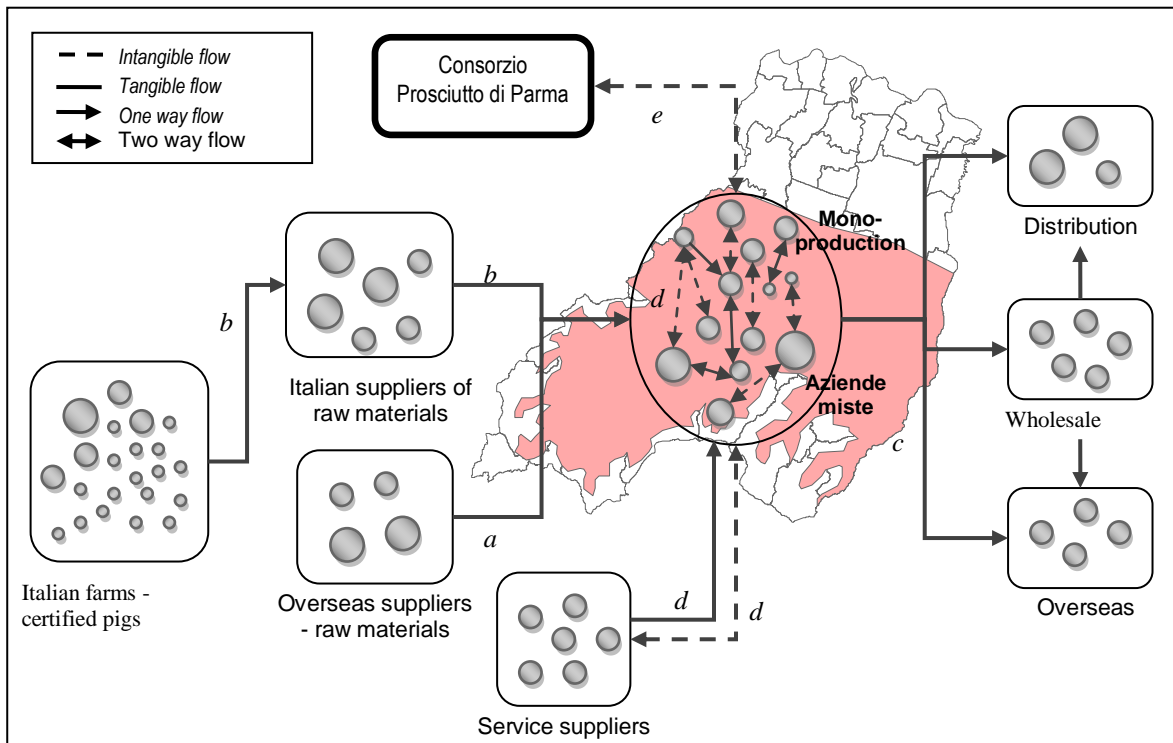 Intangible flow
Tangible flow
One way flow
Two way flow
Consorzio
Prosciutto di Parma
e
Mono-
production
Distribution
b
b
d
Italian suppliers of
raw materials
Aziende
miste
Wholesale
c
a
Italian farms -
certified pigs
Overseas suppliers
- raw materials
d
d
Overseas
Service suppliers